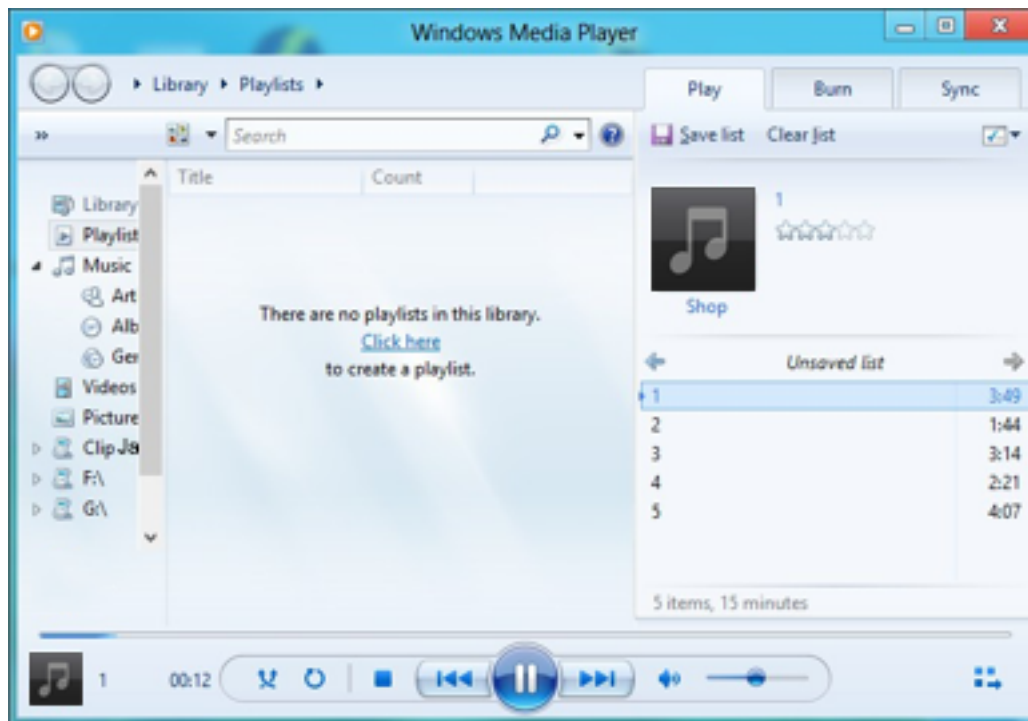 Windows Media Player
Library Playlists
Play Burn Sync
»
Search
Save list Clear list
Title Count
Library
Playlist
Music
Art
Alb
Ger
Videos
Picture
Clip Ja
F:\
G:\
There are no playlists in this library.
Click here
to create a playlist.
1
Shop
Unsaved list
1 3:49
2 1:44
3 3:14
4 2:21
5 4:07
5 items, 15 minutes
1 00:12